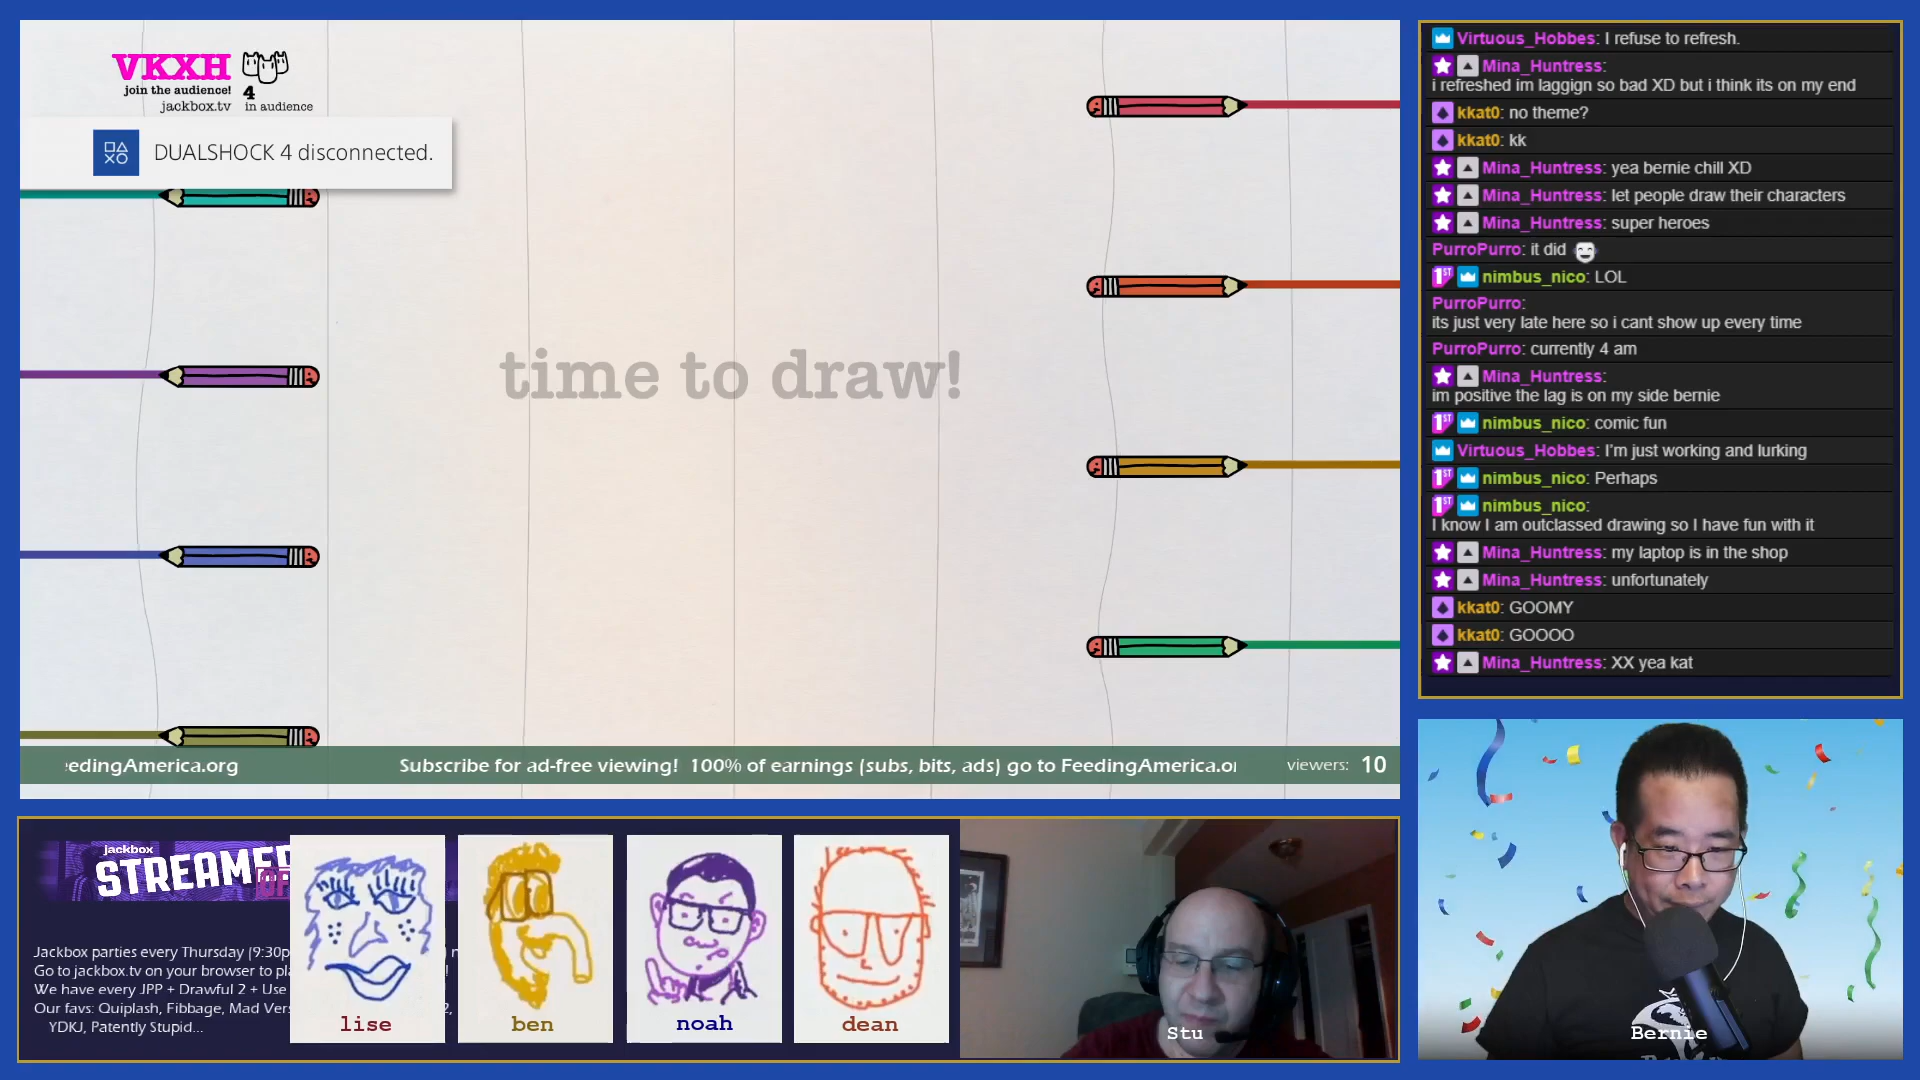 VKXH
join the audience!
jackbox.tv
4
in audience
DUALSHOCK 4 disconnected.
time to draw!
edingAmerica.org
Subscribe for ad-free viewing! 100% of earnings (subs, bits, ads) go to FeedingAmerica.or
viewers: 10
Virtuous_Hobbes: I refuse to refresh.
Mina_Huntress:
i refreshed im laggign so bad XD but i think its on my end
kkat0: no theme?
kkat0: kk
Mina_Huntress: yea bernie chill XD
Mina_Huntress: let people draw their characters
Mina_Huntress: super heroes
PurroPurro: it did
1ST nimbus_nico: LOL
PurroPurro:
its just very late here so i cant show up every time
PurroPurro: currently 4 am
Mina_Huntress:
im positive the lag is on my side bernie
1ST nimbus_nico: comic fun
Virtuous_Hobbes: I'm just working and lurking
1ST nimbus_nico: Perhaps
1ST nimbus_nico:
I know I am outclassed drawing so I have fun with it
Mina_Huntress: my laptop is in the shop
Mina_Huntress: unfortunately
kkat0: GOOMY
kkat0: GOOOO
Mina_Huntress: XX yea kat
jackbox
STREAMER
Jackbox parties every Thursday (9:30p
Go to jackbox.tv on your browser to pla
We have every JPP + Drawful 2 + Use
Our favs: Quiplash, Fibbage, Mad Vers
YDKJ, Patently Stupid...
lise
ben
noah
dean
Stu
Bernie